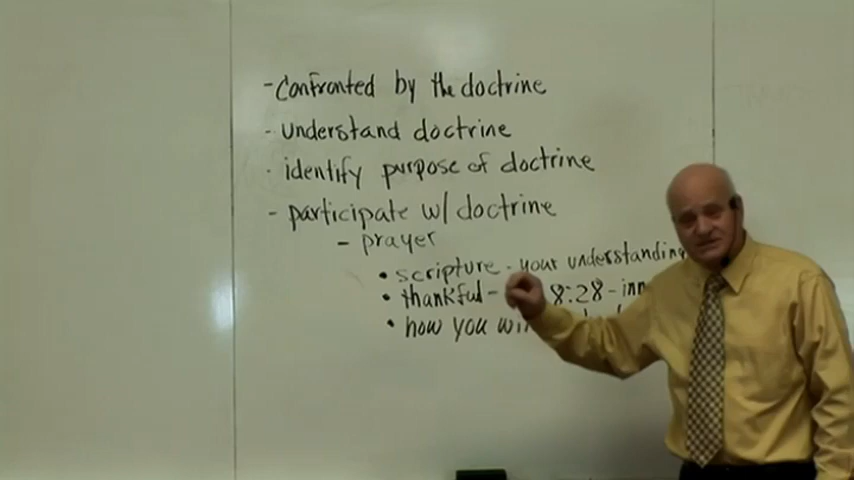 - Confronted by the doctrine
- understand doctrine
· identify purpose of doctrine
- participate w/ doctrine
- prayer
• scripture - your understanding
• thankful - 8:28 - inn
• how you